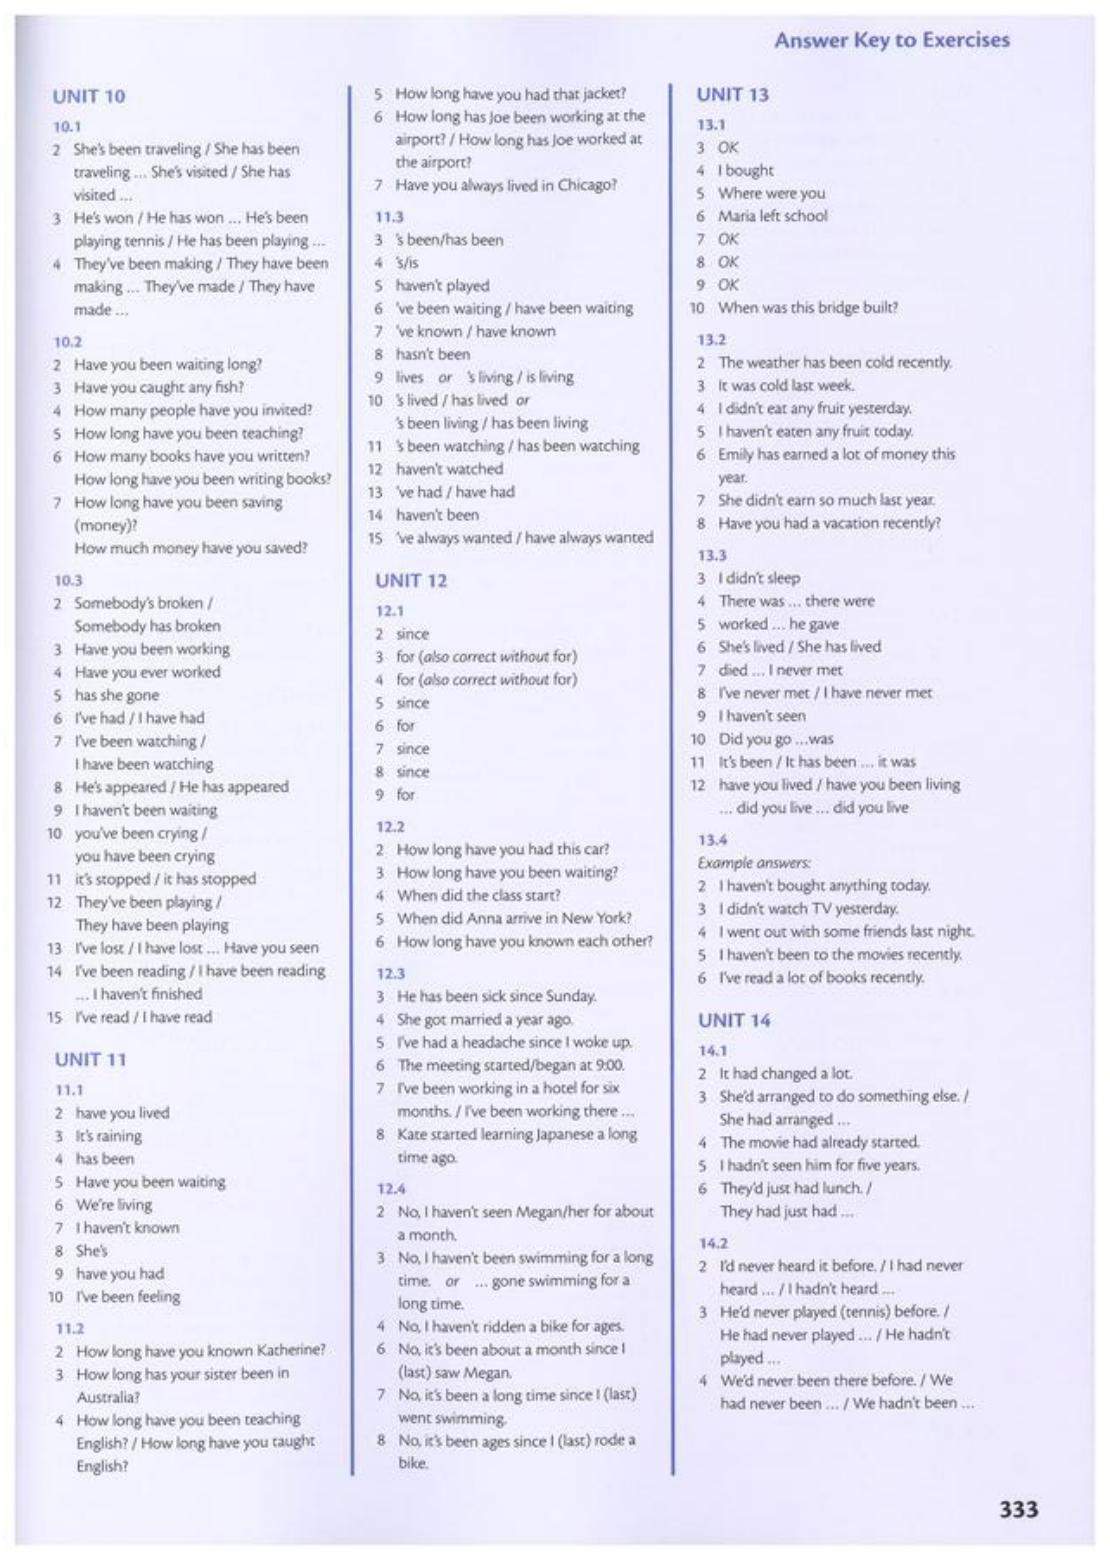 Answer Key to Exercises
UNIT 10
10.1
2 She's been traveling / She has been
traveling ... She's visited / She has
visited ...
3 He's won / He has won ... He's been
playing tennis / He has been playing ...
4 They've been making / They have been
making ... They've made / They have
made ...
10.2
2 Have you been waiting long?
3 Have you caught any fish?
4 How many people have you invited?
5 How long have you been teaching?
6 How many books have you written?
How long have you been writing books?
7 How long have you been saving
(money)?
How much money have you saved?
10.3
2 Somebody's broken /
Somebody has broken
3 Have you been working
4 Have you ever worked
5 has she gone
6 I've had / I have had
7 I've been watching /
I have been watching
8 He's appeared / He has appeared
9 I haven't been waiting
10 you've been crying /
you have been crying
11 it's stopped / it has stopped
12 They've been playing /
They have been playing
13 I've lost / I have lost ... Have you seen
14 I've been reading / I have been reading
... I haven't finished
15 I've read / I have read
UNIT 11
11.1
2 have you lived
3 It's raining
4 has been
5 Have you been waiting
6 We're living
7 I haven't known
8 She's
9 have you had
10 I've been feeling
11.2
2 How long have you known Katherine?
3 How long has your sister been in
Australia?
4 How long have you been teaching
English? / How long have you taught
English?
5 How long have you had that jacket?
6 How long has Joe been working at the
airport? / How long has Joe worked at
the airport?
7 Have you always lived in Chicago?
11.3
3 's been/has been
4 's/is
5 haven't played
6 've been waiting / have been waiting
7 've known / have known
8 hasn't been
9 lives or 's living / is living
10 's lived / has lived or
's been living / has been living
11 's been watching / has been watching
12 haven't watched
13 've had / have had
14 haven't been
15 've always wanted / have always wanted
UNIT 12
12.1
2 since
3 for (also correct without for)
4 for (also correct without for)
5 since
6 for
7 since
8 since
9 for
12.2
2 How long have you had this car?
3 How long have you been waiting?
4 When did the class start?
5 When did Anna arrive in New York?
6 How long have you known each other?
12.3
3 He has been sick since Sunday.
4 She got married a year ago.
5 I've had a headache since I woke up.
6 The meeting started/began at 9:00.
7 I've been working in a hotel for six
months. / I've been working there ...
8 Kate started learning Japanese a long
time ago.
12.4
2 No, I haven't seen Megan/her for about
a month.
3 No, I haven't been swimming for a long
time. or ... gone swimming for a
long time.
4 No, I haven't ridden a bike for ages.
6 No, it's been about a month since I
(last) saw Megan.
7 No, it's been a long time since I (last)
went swimming.
8 No, it's been ages since I (last) rode a
bike.
UNIT 13
13.1
3 OK
4 I bought
5 Where were you
6 Maria left school
7 OK
8 OK
9 OK
10 When was this bridge built?
13.2
2 The weather has been cold recently.
3 It was cold last week.
4 I didn't eat any fruit yesterday.
5 I haven't eaten any fruit today.
6 Emily has earned a lot of money this
year.
7 She didn't earn so much last year.
8 Have you had a vacation recently?
13.3
3 I didn't sleep
4 There was ... there were
5 worked ... he gave
6 She's lived / She has lived
7 died ... I never met
8 I've never met / I have never met
9 I haven't seen
10 Did you go ...was
11 It's been / It has been ... it was
12 have you lived / have you been living
... did you live ... did you live
13.4
Example answers:
2 I haven't bought anything today.
3 I didn't watch TV yesterday.
4 I went out with some friends last night.
5 I haven't been to the movies recently.
6 I've read a lot of books recently.
UNIT 14
14.1
2 It had changed a lot.
3 She'd arranged to do something else. /
She had arranged ...
4 The movie had already started.
5 I hadn't seen him for five years.
6 They'd just had lunch. /
They had just had ...
14.2
2 I'd never heard it before. / I had never
heard ... / I hadn't heard ...
3 He'd never played (tennis) before. /
He had never played ... / He hadn't
played ...
4 We'd never been there before. / We
had never been ... / We hadn't been ...
333